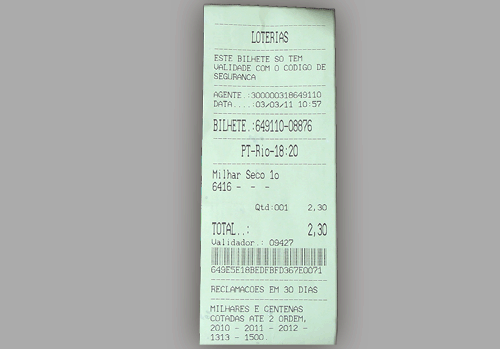 LOTERIAS
ESTE BILHETE SO TEM
VALIDADE COM O CODIGO DE
SEGURANCA
AGENTE.:300000318649110
DATA....:03/03/11 10:57
BILHETE.:649110-08876
PT-Rio-18:20
Milhar Seco 1o
6416 - - -
Qtd:001 2,30
TOTAL..: 2,30
Validador.: 09427
649E5E18BEDFBFD367E0071
RECLAMACOES EM 30 DIAS
MILHARES E CENTENAS
COTADAS ATE 2 ORDEM,
2010 - 2011 - 2012 -
1313 - 1500